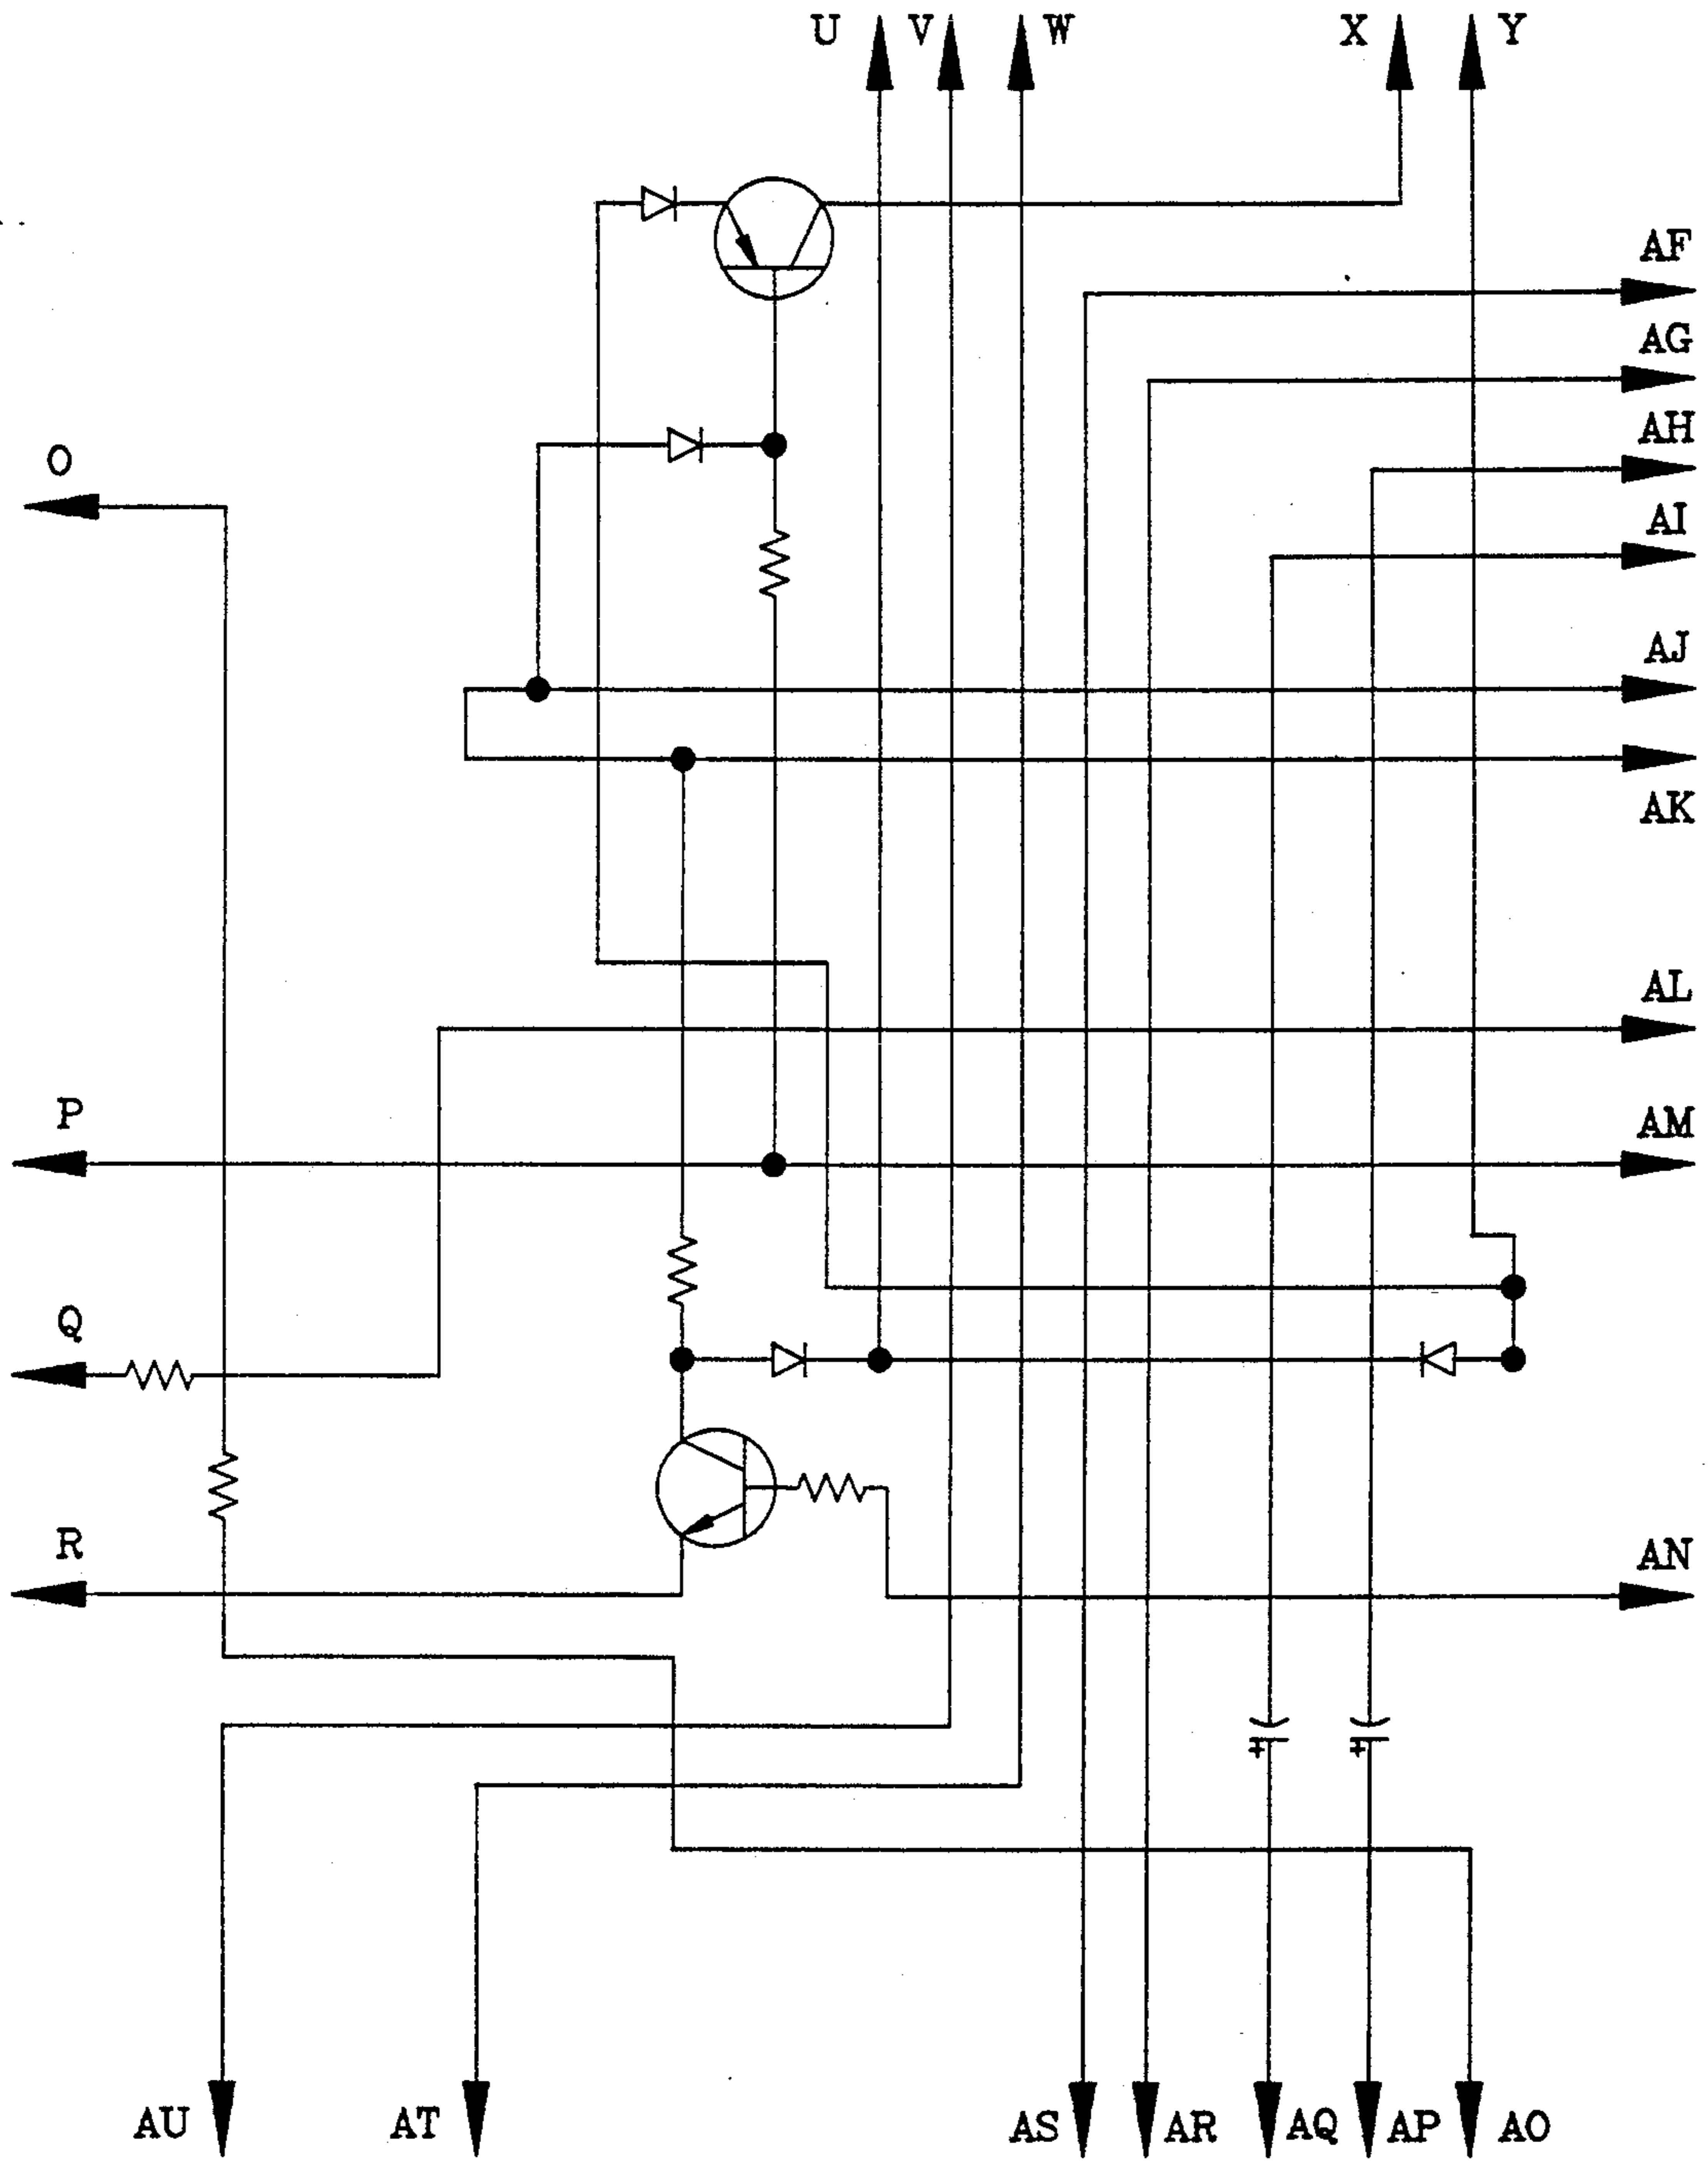 U V W X Y
AF
AG
AH
O
AI
AJ
AK
AL
P
AM
Q
R
AN
+ +
AU AT AS AR AQ AP AO